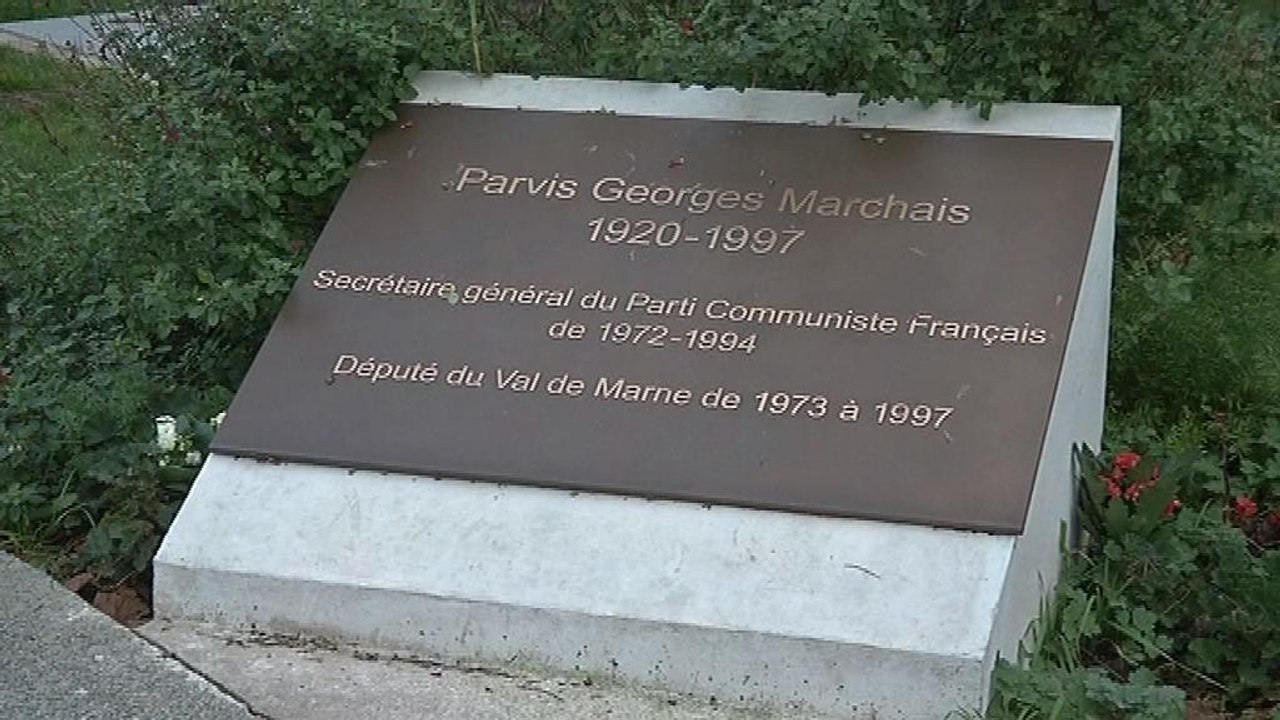 Parvis Georges Marchais
1920-1997
Secrétaire général du Parti Communiste Français
de 1972-1994
Député du Val de Marne de 1973 à 1997